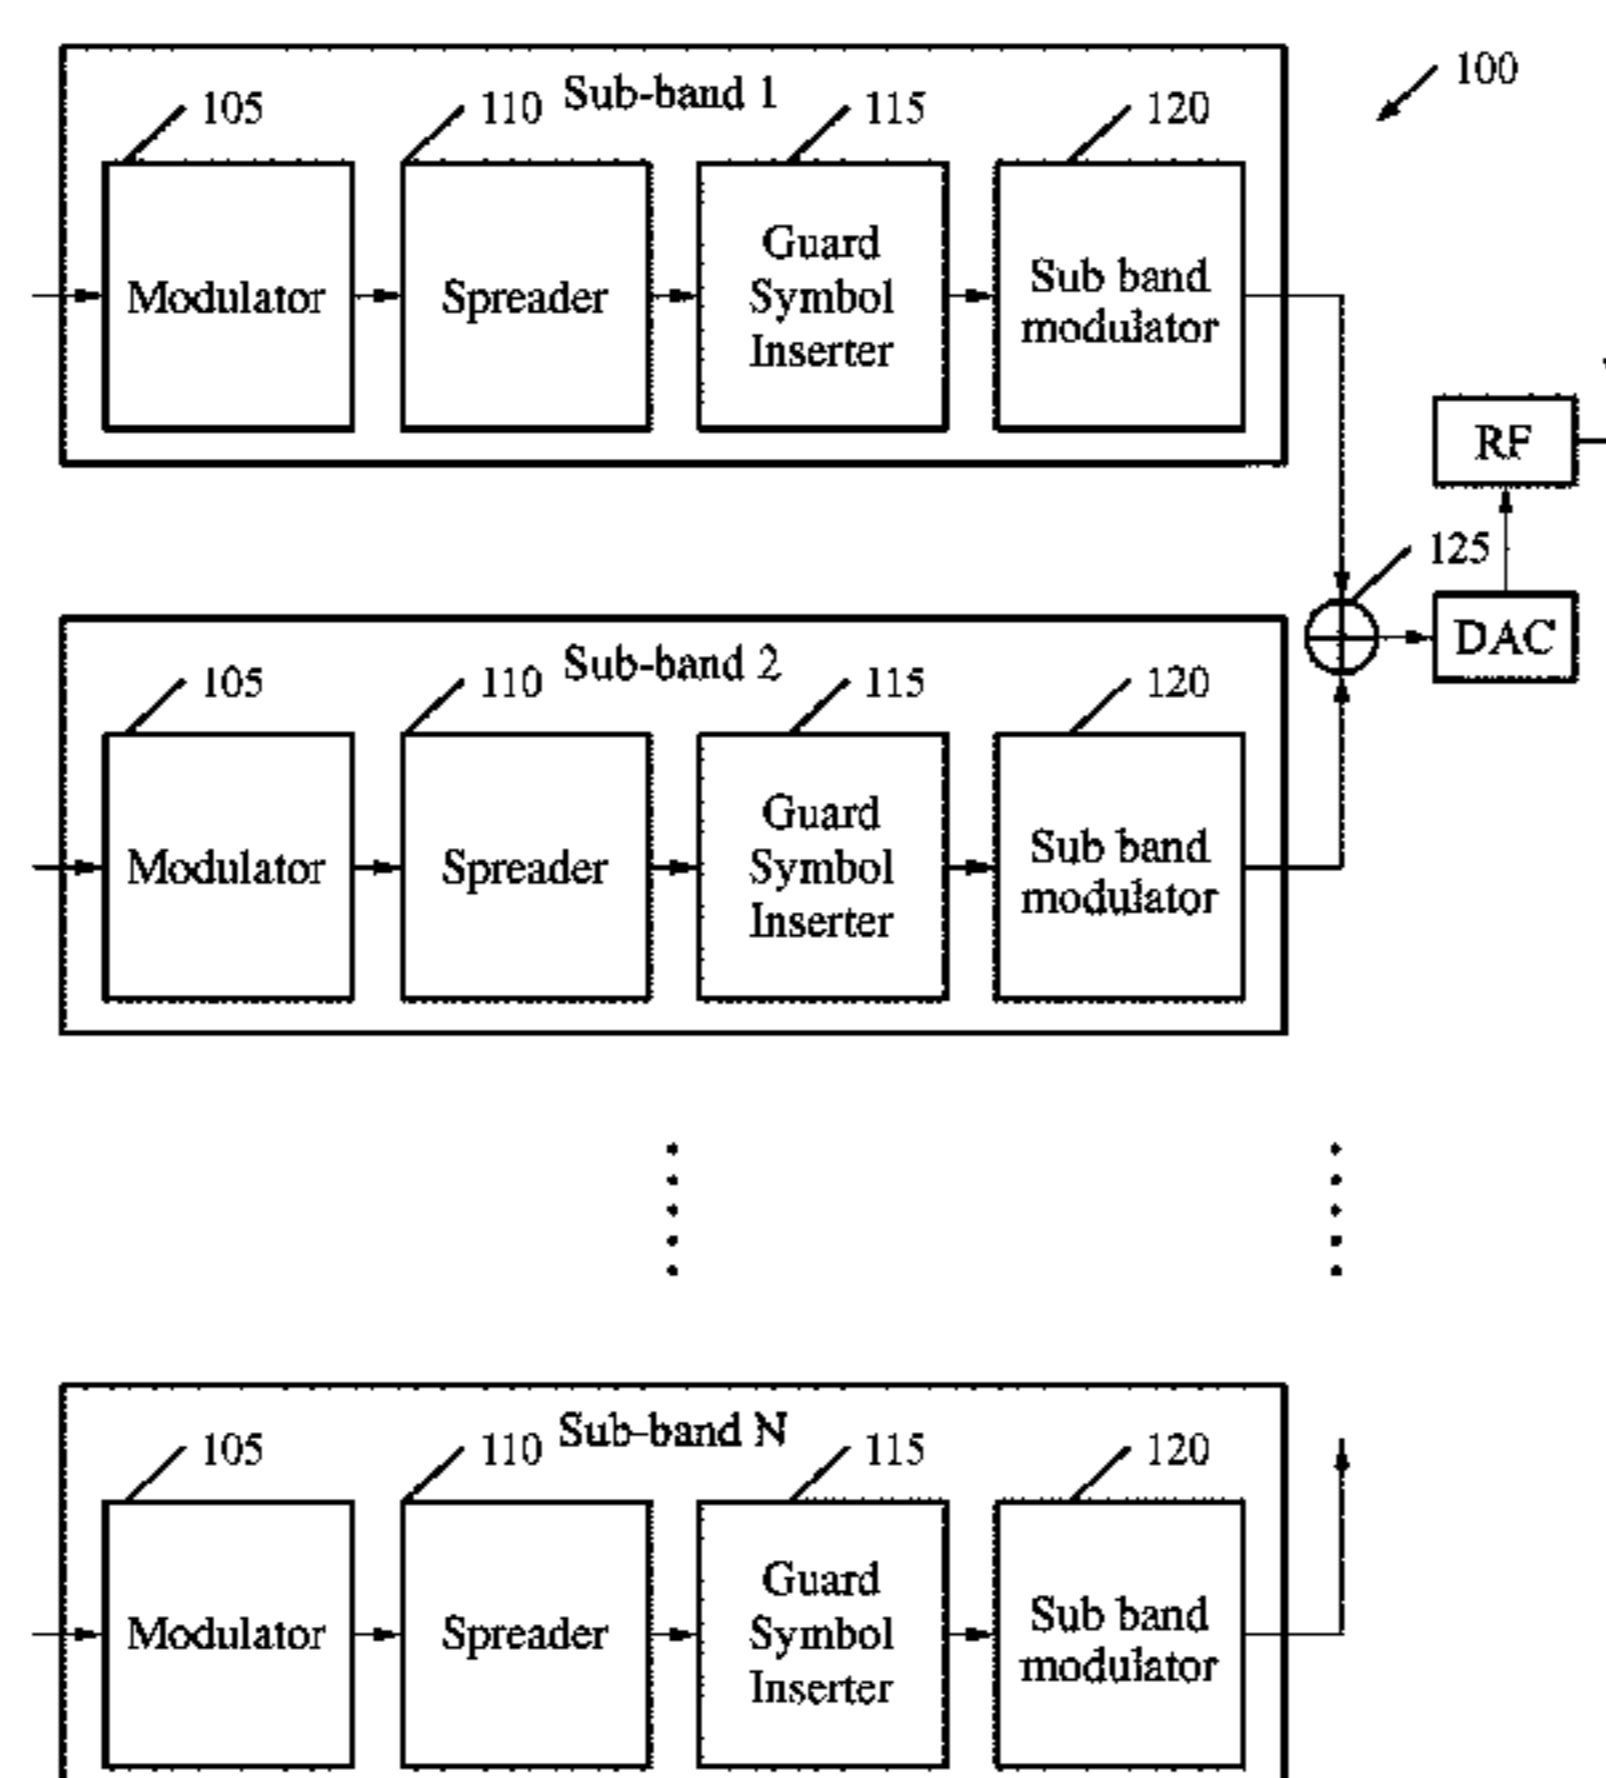 100
Sub-band 1
105
110
115
120
Modulator
Spreader
Guard
Symbol
Inserter
Sub band
modulator
RF
125
DAC
Sub-band 2
105
110
115
120
Modulator
Spreader
Guard
Symbol
Inserter
Sub band
modulator
Sub-band N
105
110
115
120
Modulator
Spreader
Guard
Symbol
Inserter
Sub band
modulator